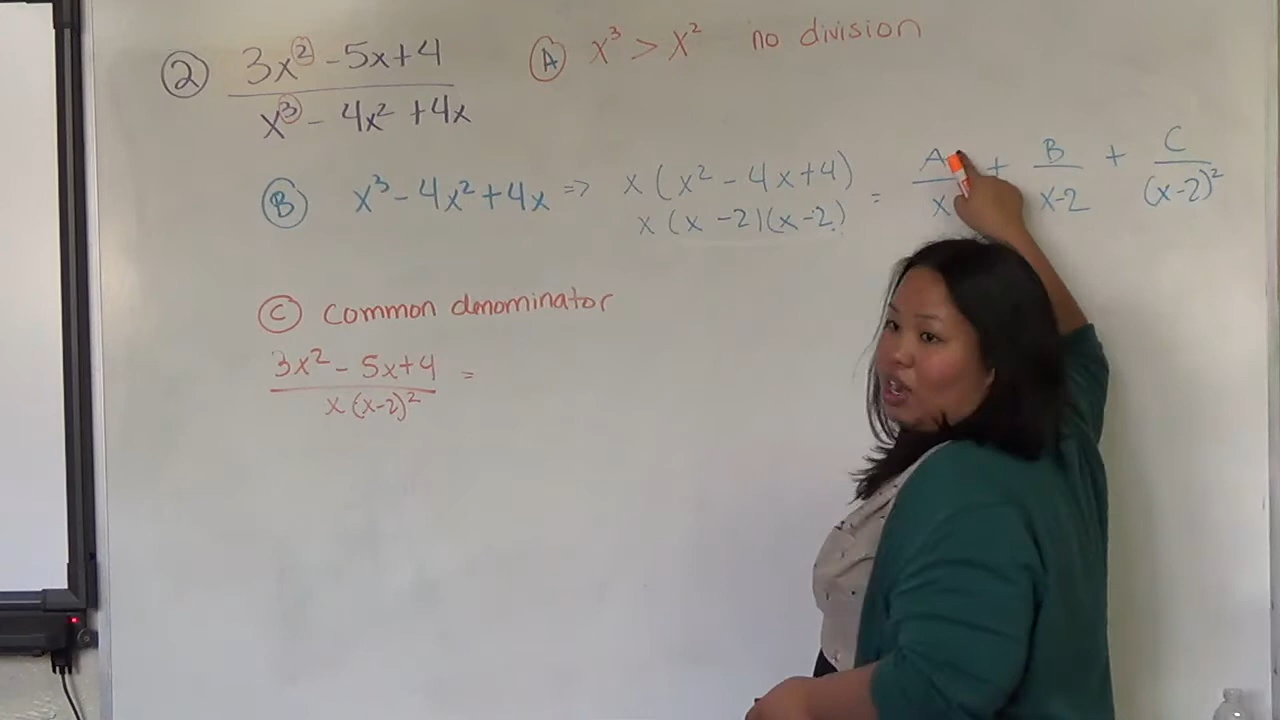 ② (3x² - 5x + 4)/(x³ - 4x² + 4x)
Ⓐ x³ > x² no division
Ⓑ x³ - 4x² + 4x ⇒ x(x² - 4x + 4)
x(x - 2)(x - 2) = A/x + B/(x-2) + C/(x-2)²
Ⓒ common denominator
(3x² - 5x + 4)/(x(x-2)²) =